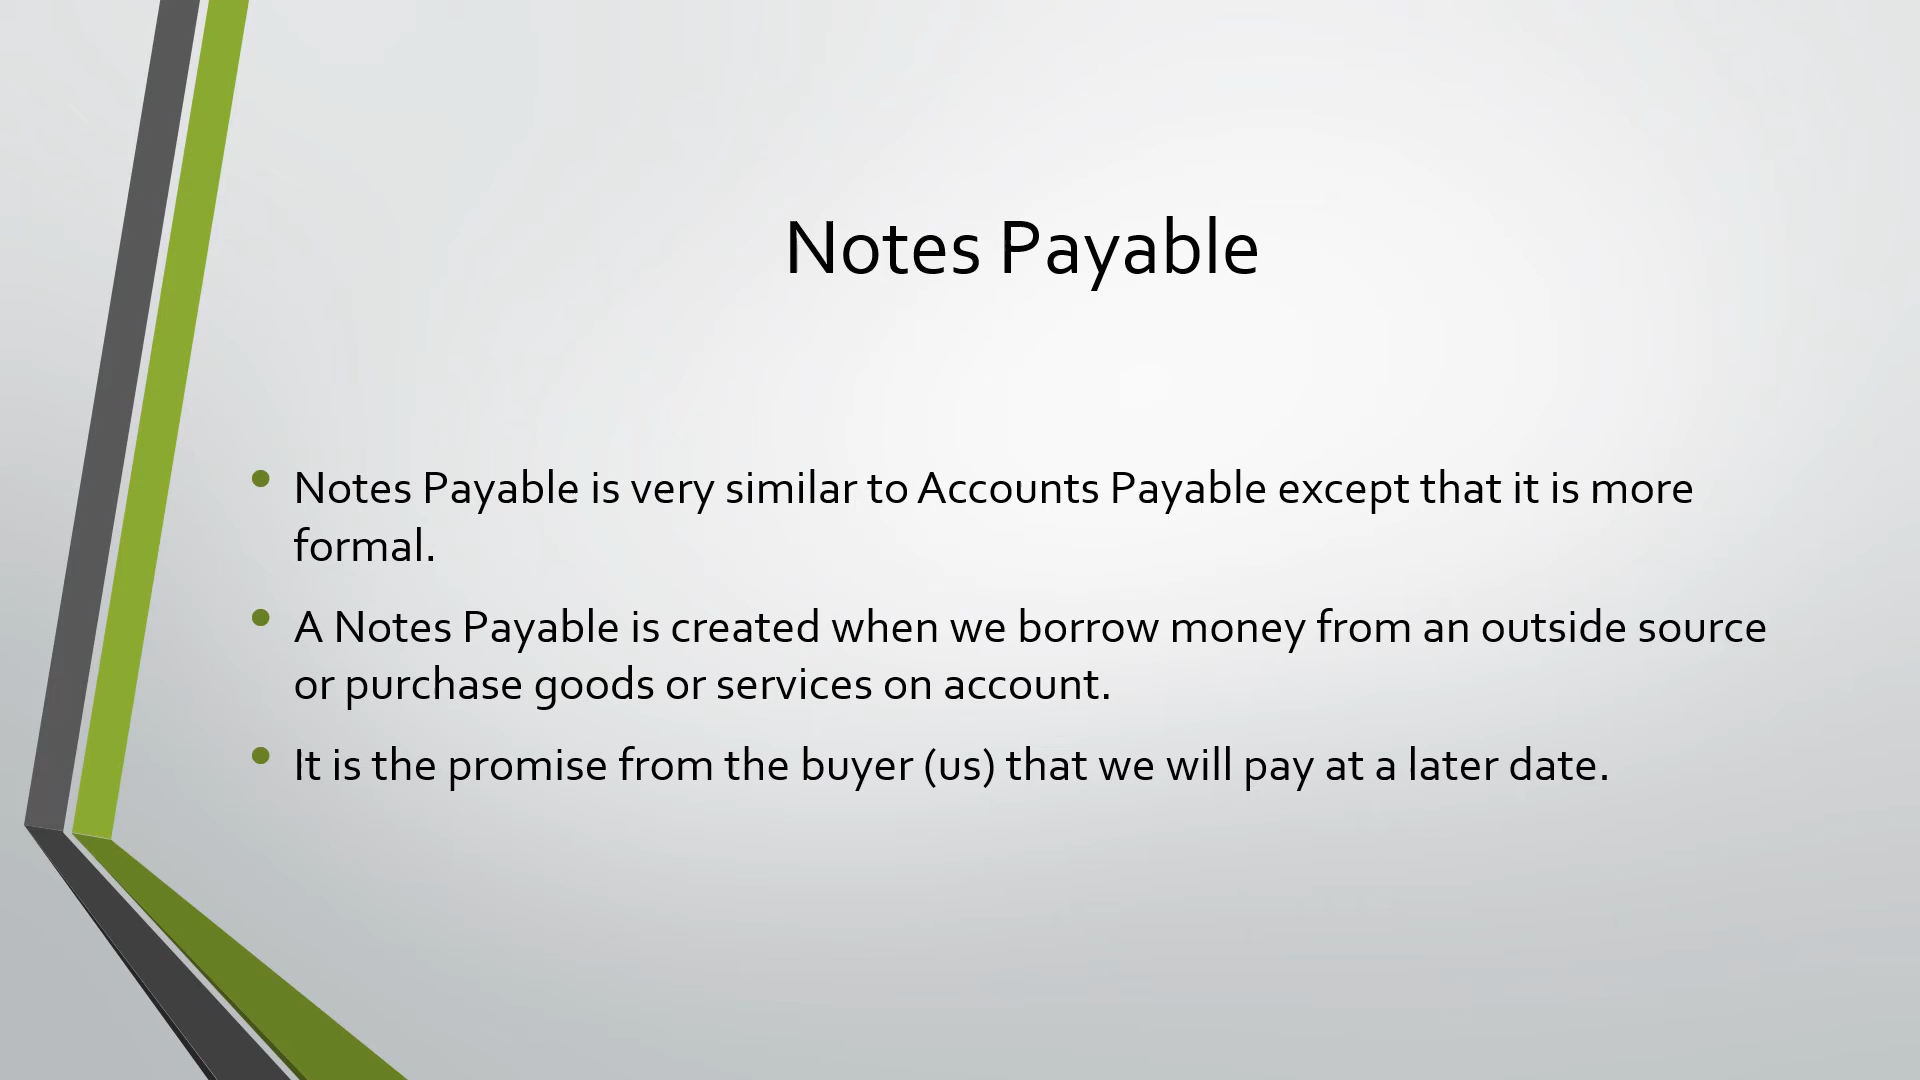 Notes Payable
• Notes Payable is very similar to Accounts Payable except that it is more
formal.
• A Notes Payable is created when we borrow money from an outside source
or purchase goods or services on account.
• It is the promise from the buyer (us) that we will pay at a later date.